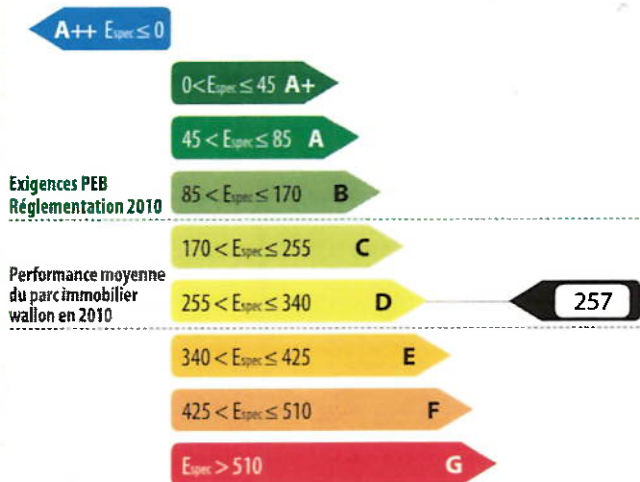 A++ Espec ≤ 0
0 < Espec ≤ 45 A+
45 < Espec ≤ 85 A
Exigences PEB
Réglementation 2010
85 < Espec ≤ 170 B
170 < Espec ≤ 255 C
Performance moyenne
du parc immobilier
wallon en 2010
255 < Espec ≤ 340 D
257
340 < Espec ≤ 425 E
425 < Espec ≤ 510 F
Espec > 510 G